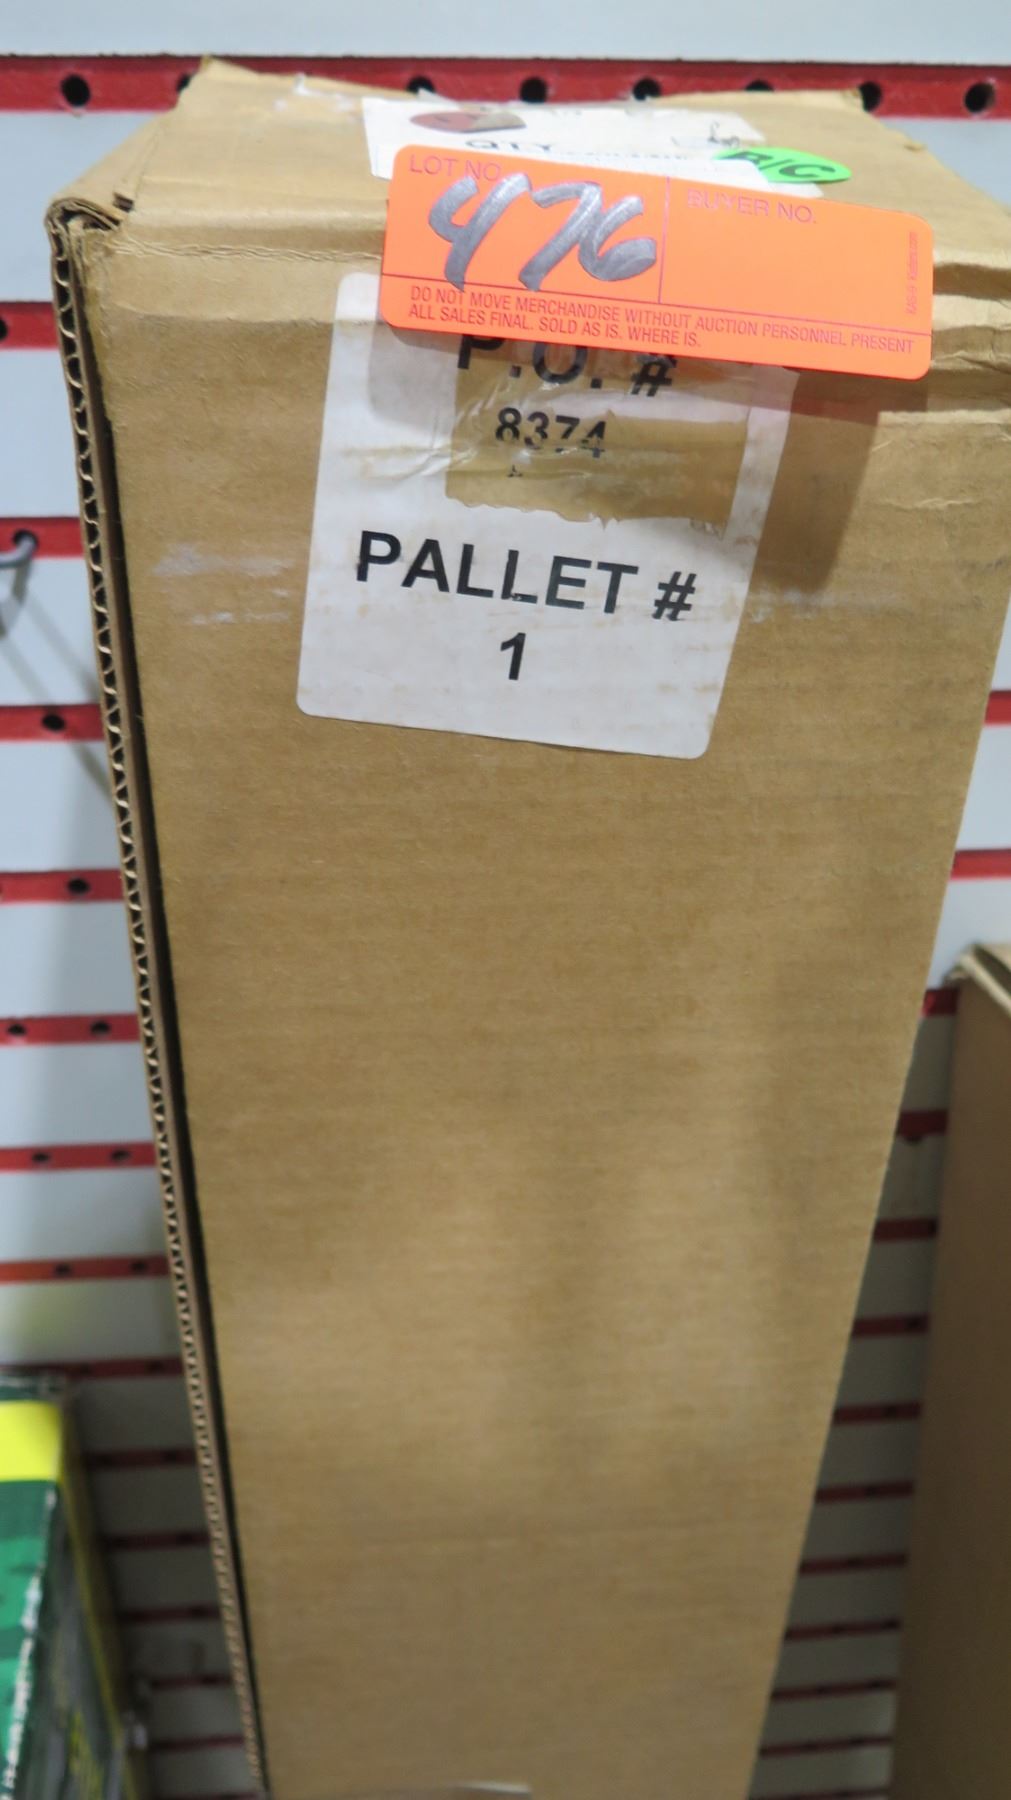 QTY
B/C
LOT NO.
476
BUYER NO.
DO NOT MOVE MERCHANDISE WITHOUT AUCTION PERSONNEL PRESENT
ALL SALES FINAL. SOLD AS IS. WHERE IS.
P.O. #
8374
PALLET #
1